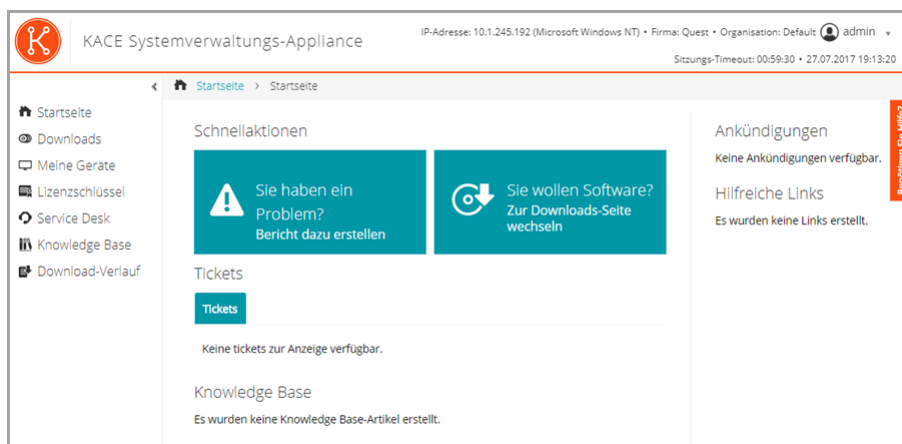 KACE Systemverwaltungs-Appliance
IP-Adresse: 10.1.245.192 (Microsoft Windows NT) • Firma: Quest • Organisation: Default admin
Sitzungs-Timeout: 00:59:30 • 27.07.2017 19:13:20
Startseite > Startseite
Startseite
Downloads
Meine Geräte
Lizenzschlüssel
Service Desk
Knowledge Base
Download-Verlauf
Schnellaktionen
Sie haben ein
Problem?
Bericht dazu erstellen
Sie wollen Software?
Zur Downloads-Seite
wechseln
Tickets
Tickets
Keine tickets zur Anzeige verfügbar.
Knowledge Base
Es wurden keine Knowledge Base-Artikel erstellt.
Ankündigungen
Keine Ankündigungen verfügbar.
Hilfreiche Links
Es wurden keine Links erstellt.
Benötigen Sie Hilfe?